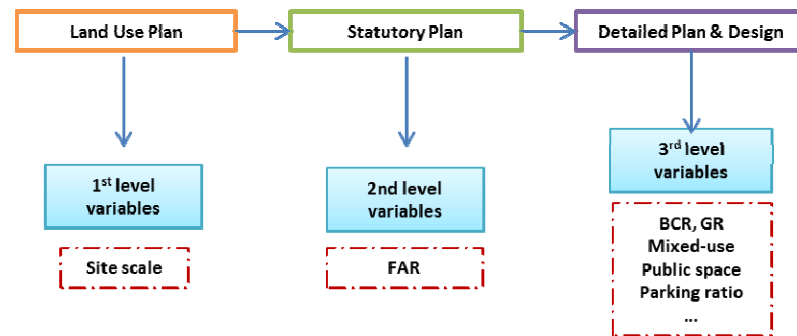 Land Use Plan
Statutory Plan
Detailed Plan & Design
1st level
variables
2nd level
variables
3rd level
variables
Site scale
FAR
BCR, GR
Mixed-use
Public space
Parking ratio
...